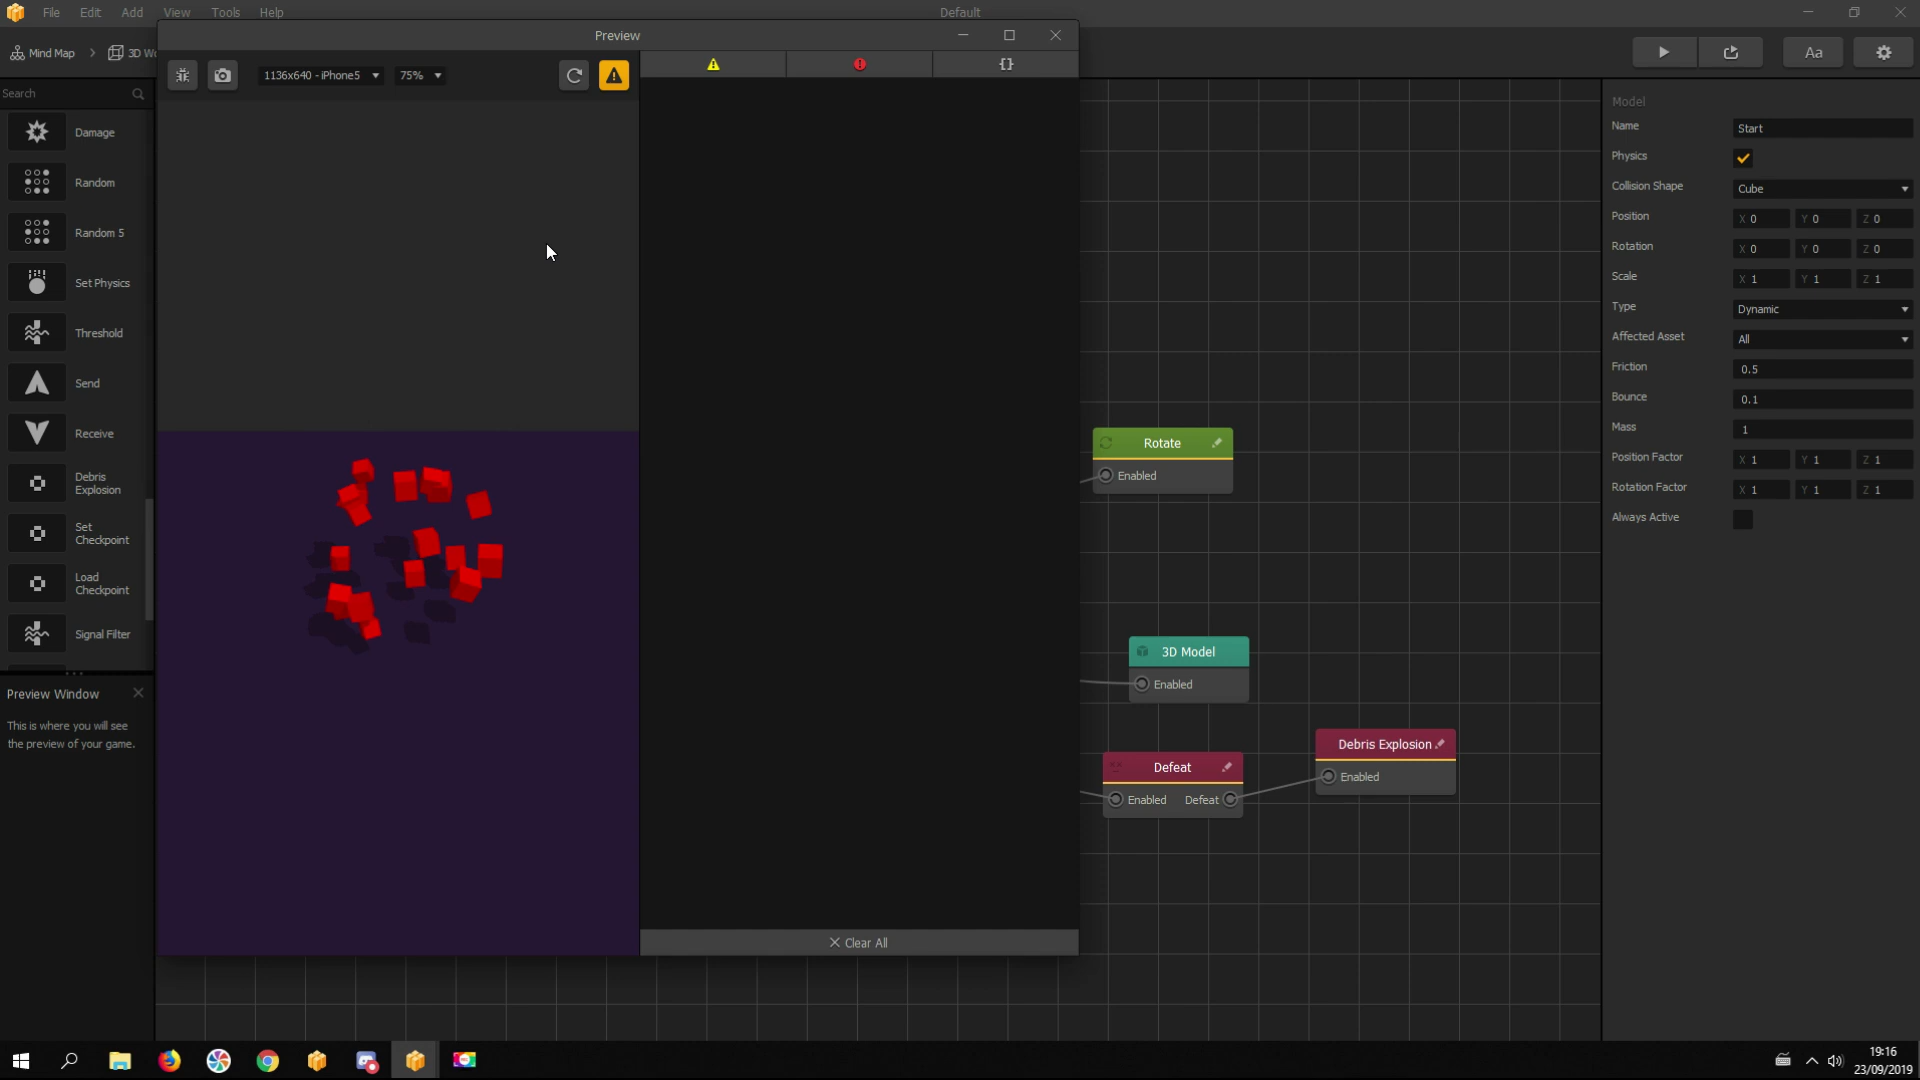 File Edit Add View Tools Help
Default
Mind Map
3D Wo
Preview
1136x640 - iPhone5
75%
{}
Aa
Search
Damage
Random
Random 5
Set Physics
Threshold
Send
Receive
Debris
Explosion
Set
Checkpoint
Load
Checkpoint
Signal Filter
Preview Window
This is where you will see
the preview of your game.
Clear All
Rotate
Enabled
3D Model
Enabled
Defeat
Enabled Defeat
Debris Explosion
Enabled
Model
Name Start
Physics
Collision Shape Cube
Position X 0 Y 0 Z 0
Rotation X 0 Y 0 Z 0
Scale X 1 Y 1 Z 1
Type Dynamic
Affected Asset All
Friction 0.5
Bounce 0.1
Mass 1
Position Factor X 1 Y 1 Z 1
Rotation Factor X 1 Y 1 Z 1
Always Active
19:16
23/09/2019